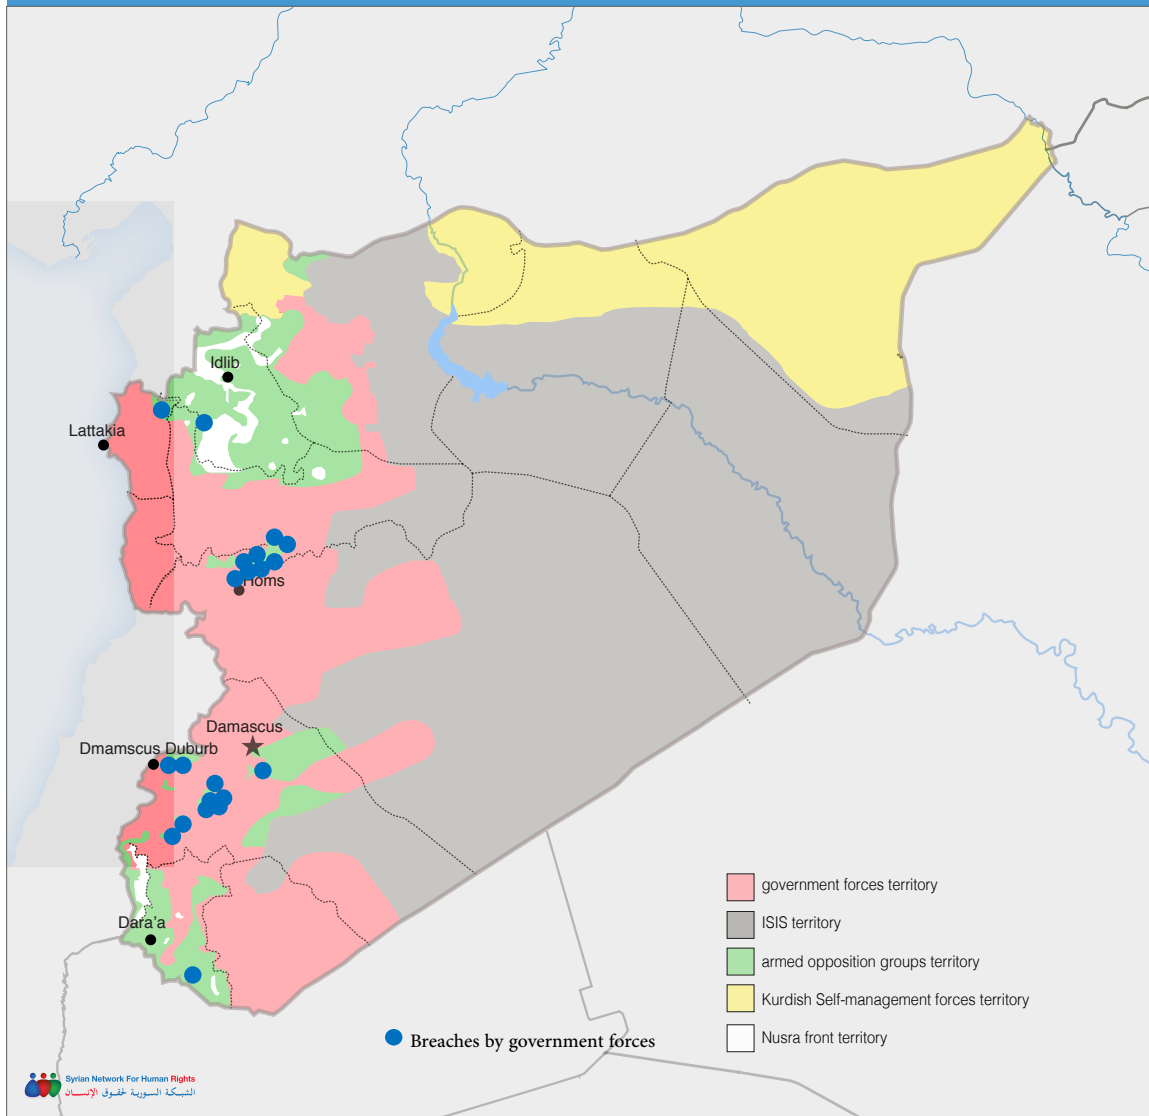 Idlib
Lattakia
Homs
Damascus
Dmamscus Duburb
Dara'a
government forces territory
ISIS territory
armed opposition groups territory
Kurdish Self-management forces territory
Nusra front territory
Breaches by government forces
Syrian Network For Human Rights
الشبكة السورية لحقوق الإنسان